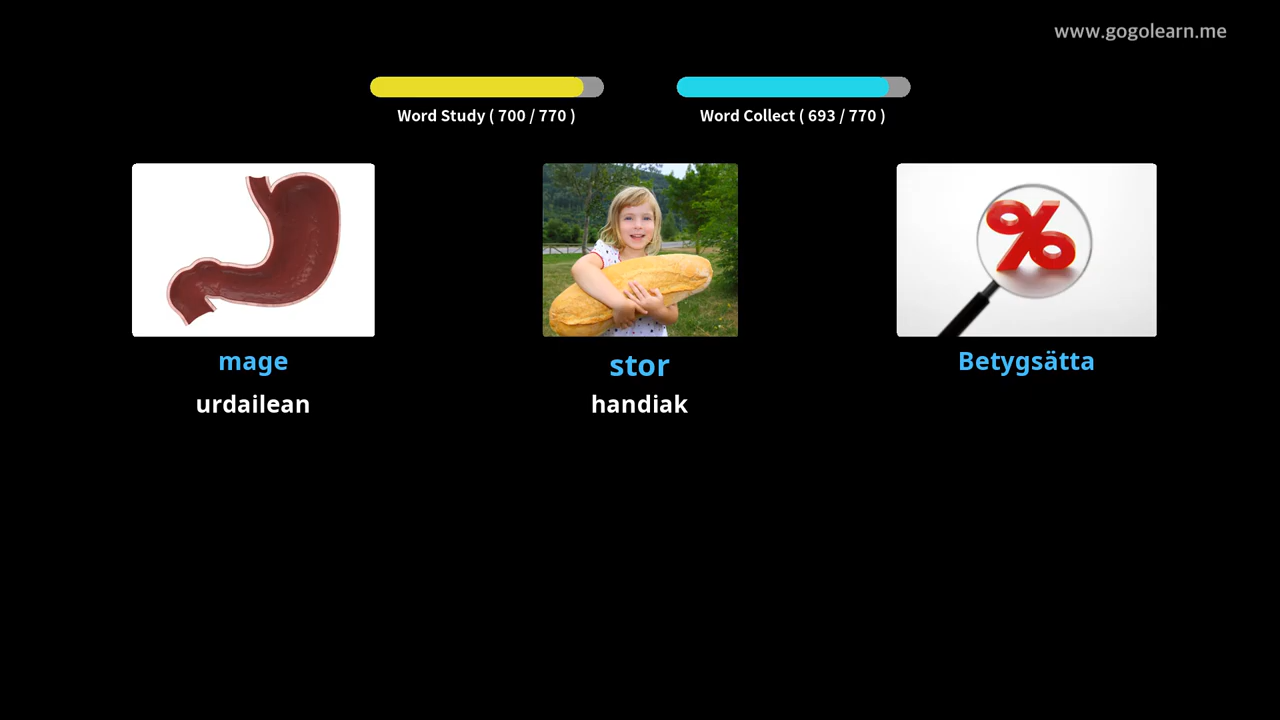 www.gogolearn.me
Word Study ( 700 / 770 )
Word Collect ( 693 / 770 )
mage
stor
Betygsätta
urdailean
handiak
%